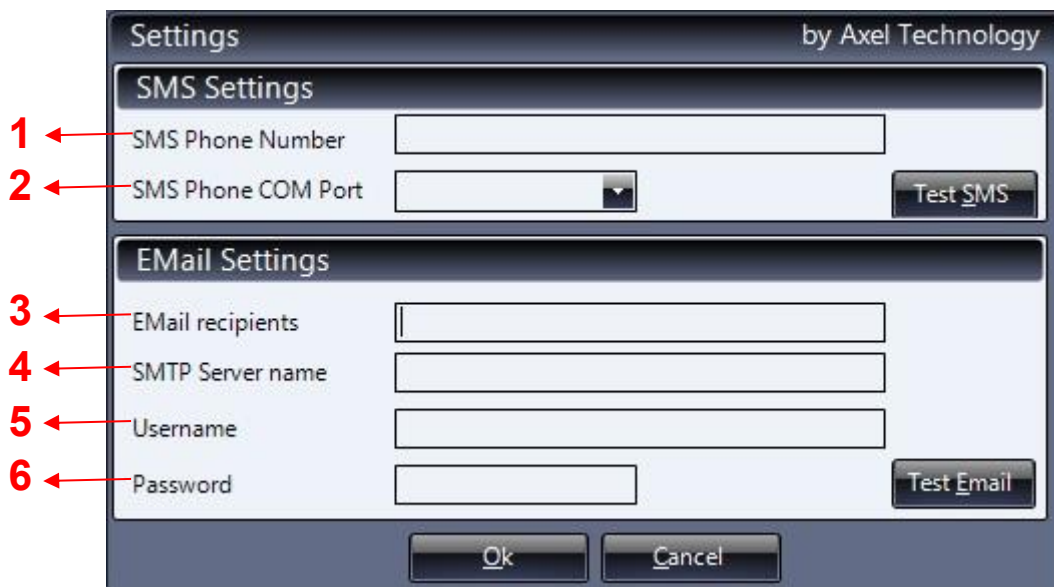 Settings by Axel Technology
SMS Settings
1 SMS Phone Number
2 SMS Phone COM Port Test SMS
EMail Settings
3 EMail recipients
4 SMTP Server name
5 Username
6 Password Test Email
Ok Cancel